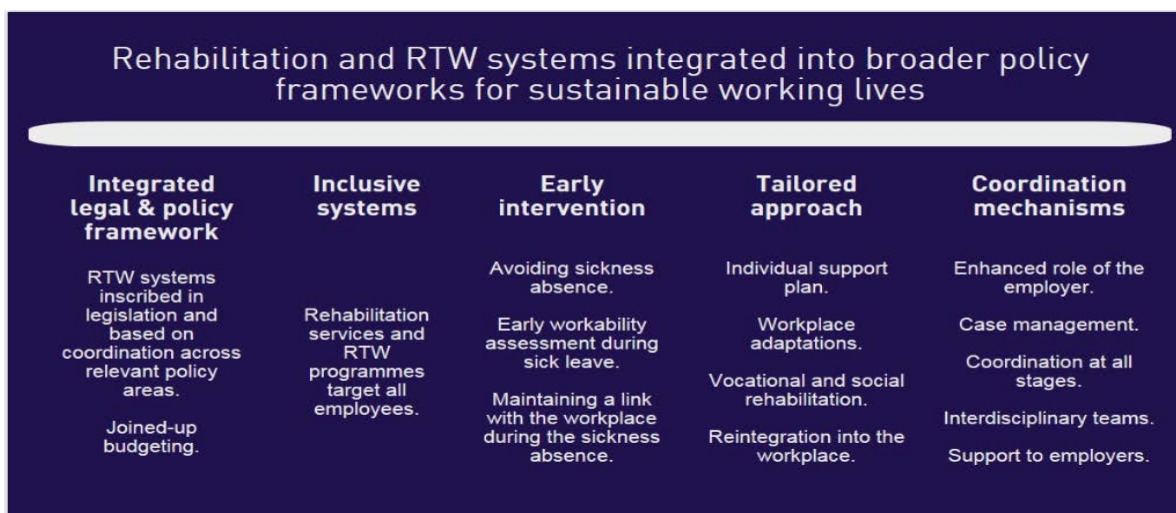 Rehabilitation and RTW systems integrated into broader policy
frameworks for sustainable working lives
Integrated
legal & policy
framework
RTW systems
inscribed in
legislation and
based on
coordination across
relevant policy
areas.
Joined-up
budgeting.
Inclusive
systems
Rehabilitation
services and
RTW
programmes
target all
employees.
Early
intervention
Avoiding sickness
absence.
Early workability
assessment during
sick leave.
Maintaining a link
with the workplace
during the sickness
absence.
Tailored
approach
Individual support
plan.
Workplace
adaptations.
Vocational and social
rehabilitation.
Reintegration into the
workplace.
Coordination
mechanisms
Enhanced role of the
employer.
Case management.
Coordination at all
stages.
Interdisciplinary teams.
Support to employers.